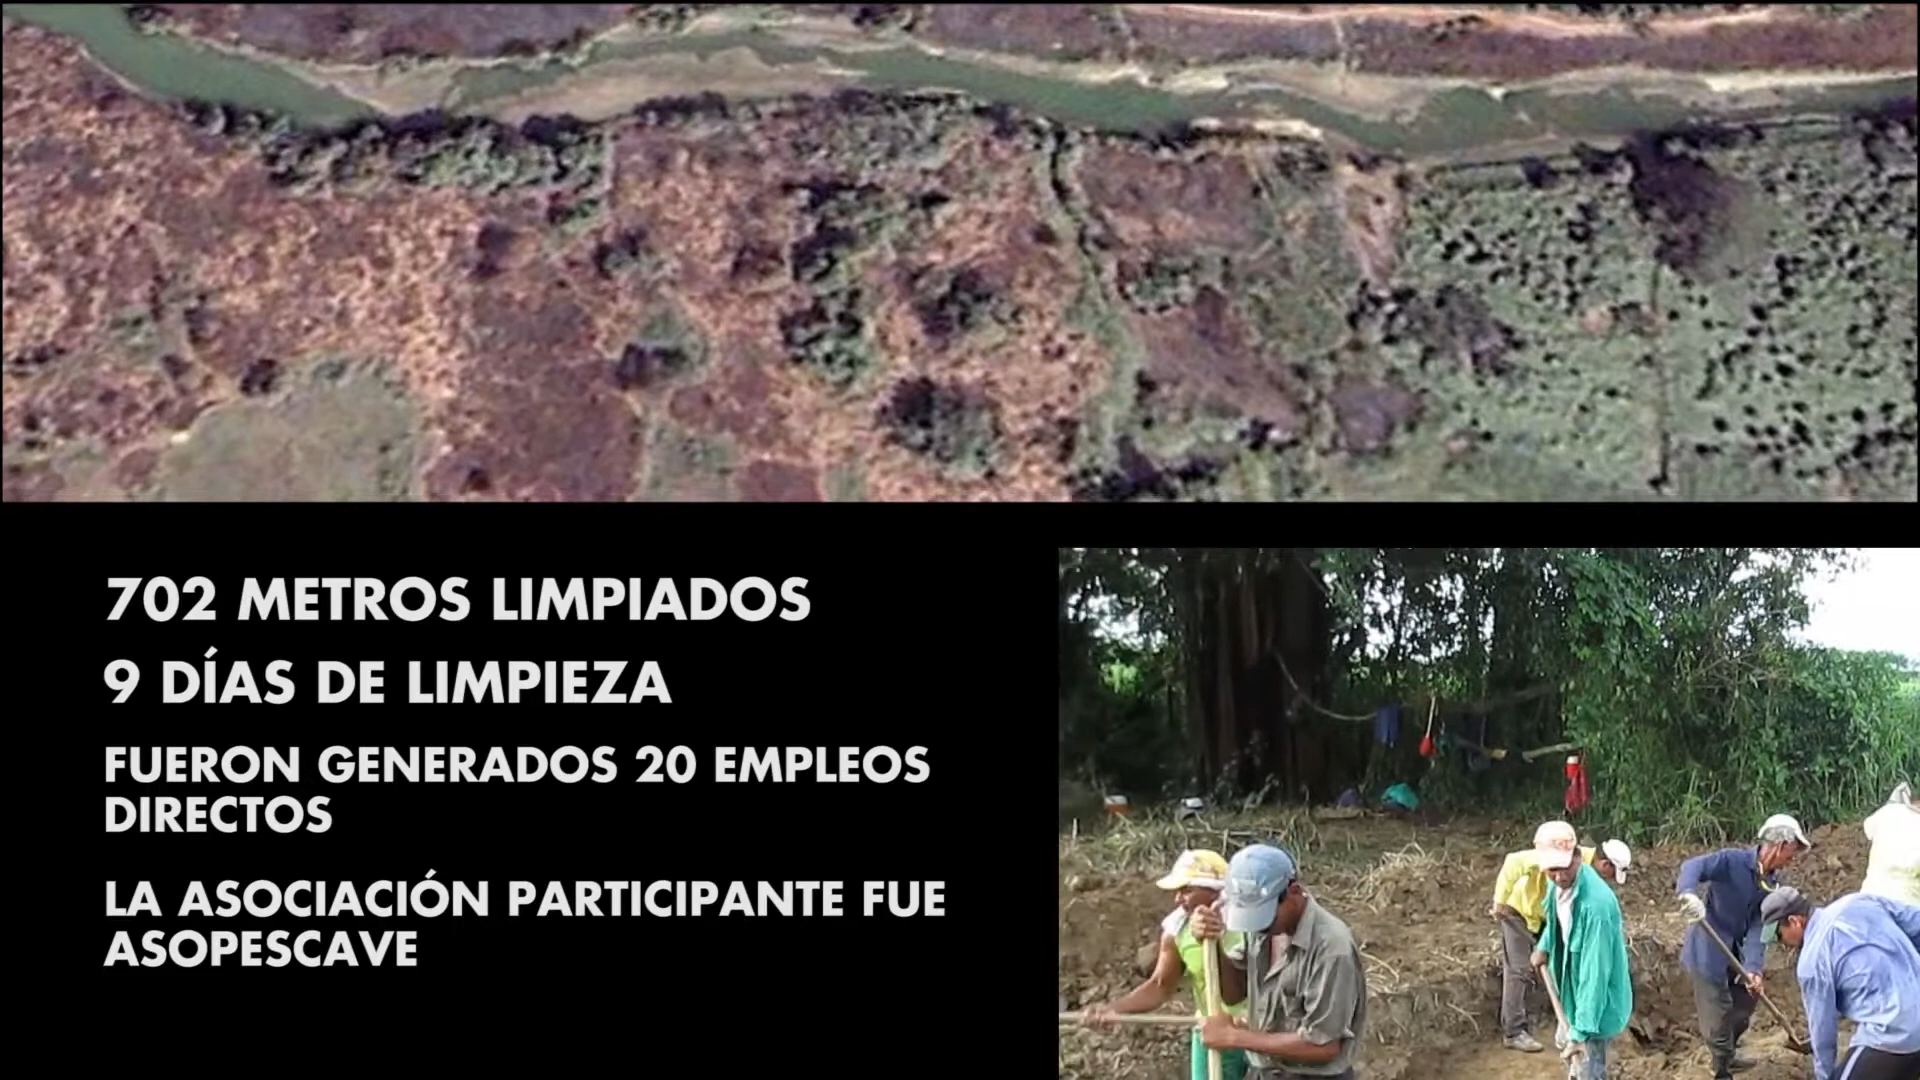 702 METROS LIMPIADOS
9 DÍAS DE LIMPIEZA
FUERON GENERADOS 20 EMPLEOS
DIRECTOS
LA ASOCIACIÓN PARTICIPANTE FUE
ASOPESCAVE